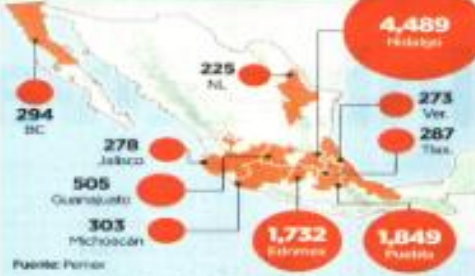 4,489
Hidalgo
225
NL
294
BC
273
Ver.
287
Tlax.
278
Jalisco
505
Guanajuato
303
Michoacán
1,732
Edomex
1,849
Puebla
Fuente: Pemex